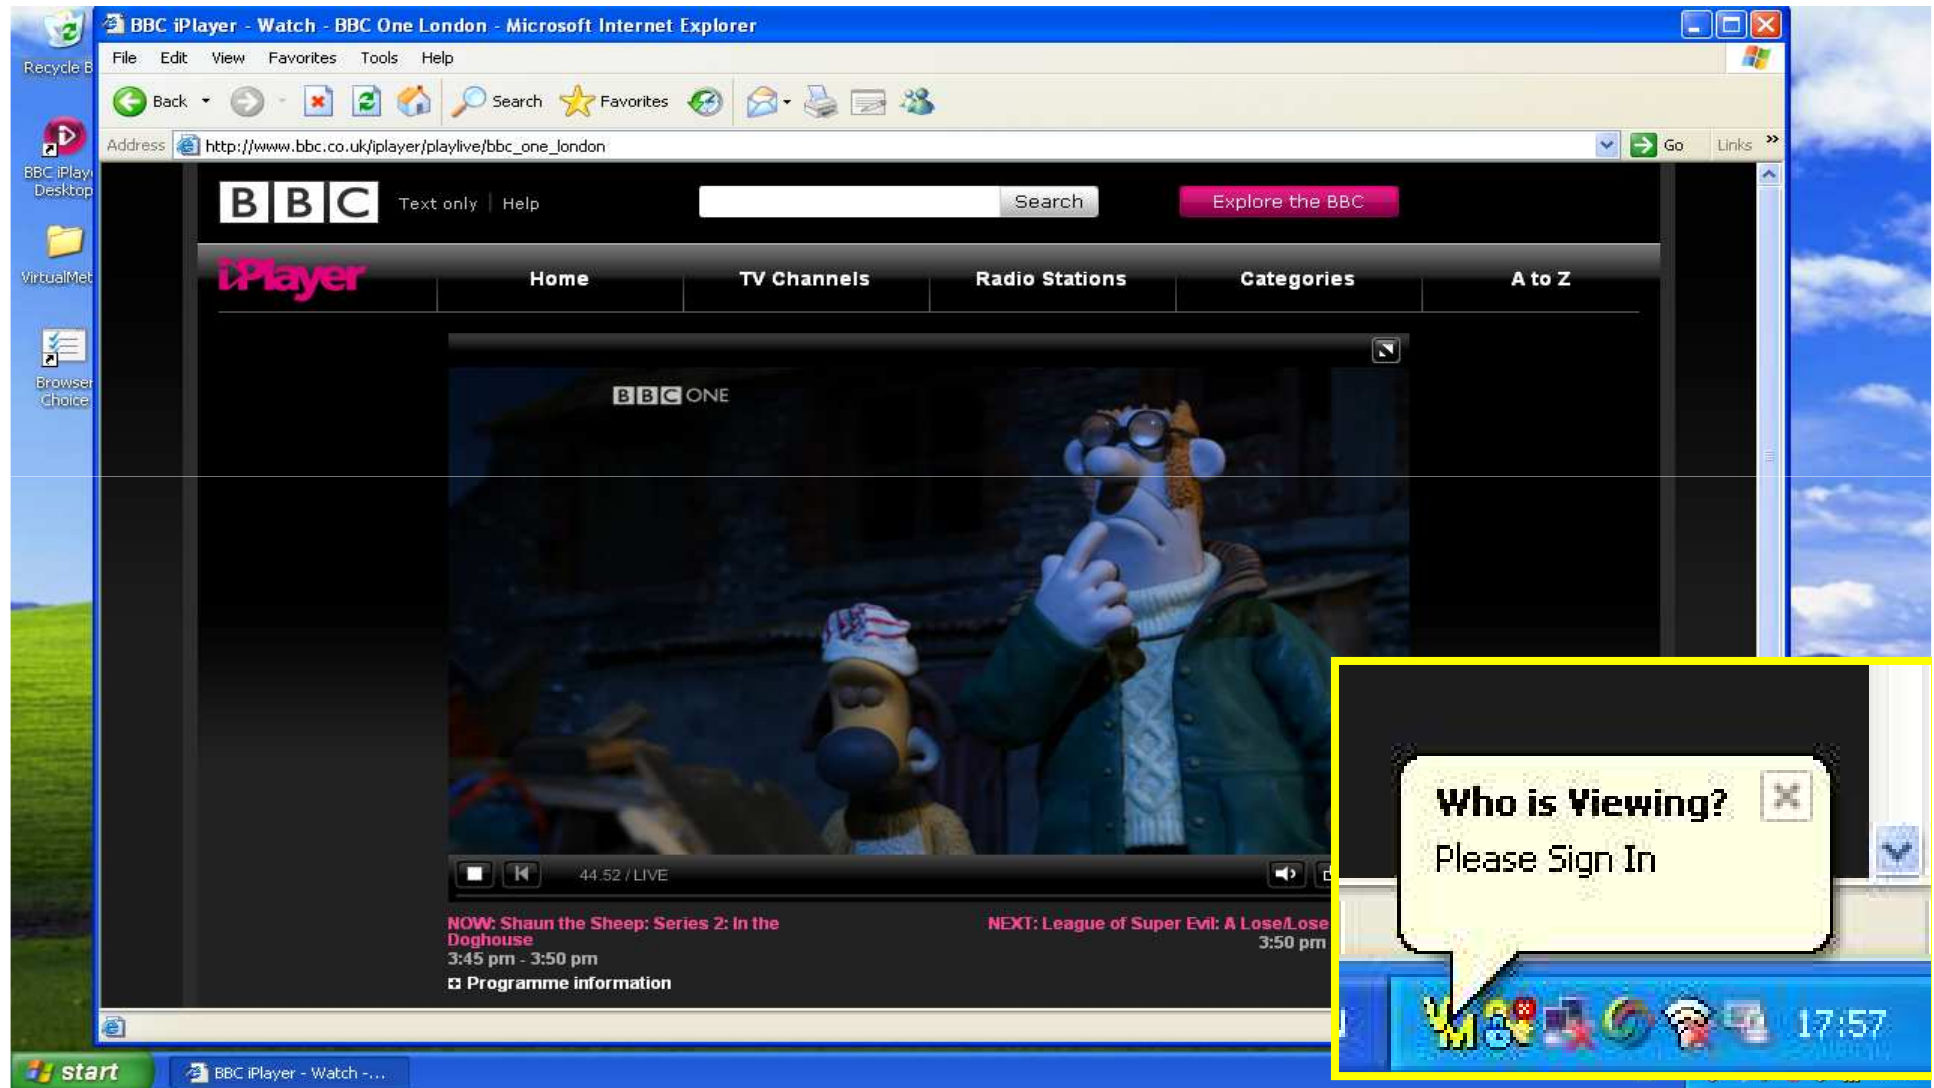 BBC iPlayer - Watch - BBC One London - Microsoft Internet Explorer
File Edit View Favorites Tools Help
Back Search Favorites
Address http://www.bbc.co.uk/iplayer/playlive/bbc_one_london Go Links »
Recycle B
BBC iPlay
Desktop
VirtualMet
Browser
Choice
BBC Text only | Help Search Explore the BBC
iPlayer Home TV Channels Radio Stations Categories A to Z
BBC ONE
44.52 / LIVE
NOW: Shaun the Sheep: Series 2: In the
Doghouse
3:45 pm - 3:50 pm
Programme information
NEXT: League of Super Evil: A Lose/Lose
3:50 pm
Who is Viewing?
Please Sign In
VM 17:57
start BBC iPlayer - Watch -...